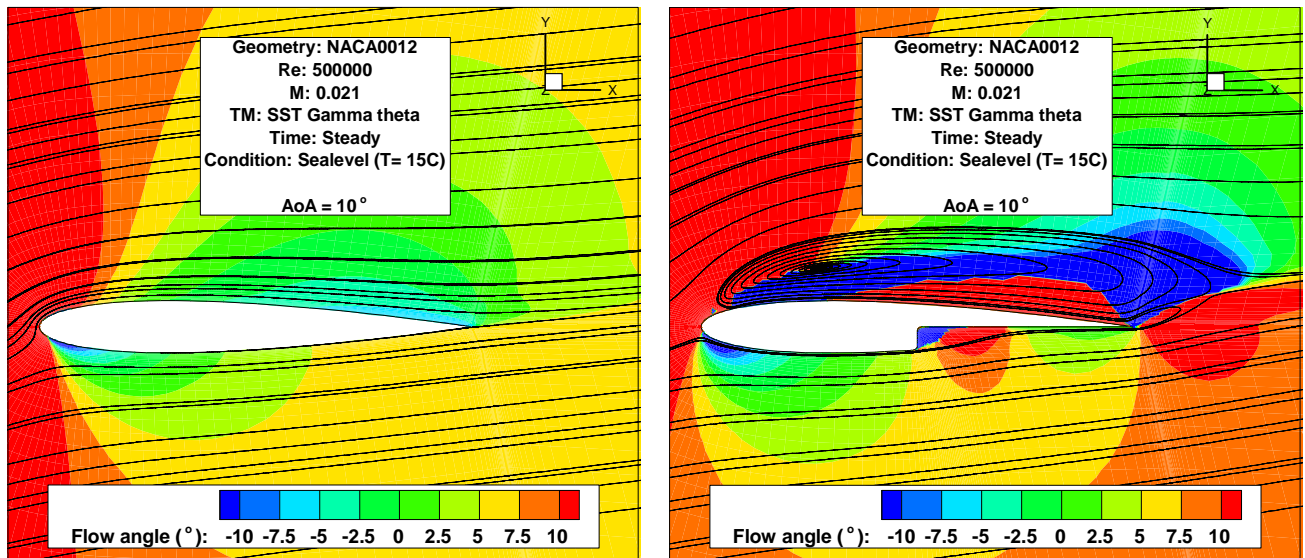 Geometry: NACA0012
Re: 500000
M: 0.021
TM: SST Gamma theta
Time: Steady
Condition: Sealevel (T= 15C)
AoA = 10°
Y
X
Z
Flow angle (°): -10 -7.5 -5 -2.5 0 2.5 5 7.5 10
Geometry: NACA0012
Re: 500000
M: 0.021
TM: SST Gamma theta
Time: Steady
Condition: Sealevel (T= 15C)
AoA = 10°
Y
X
Z
Flow angle (°): -10 -7.5 -5 -2.5 0 2.5 5 7.5 10